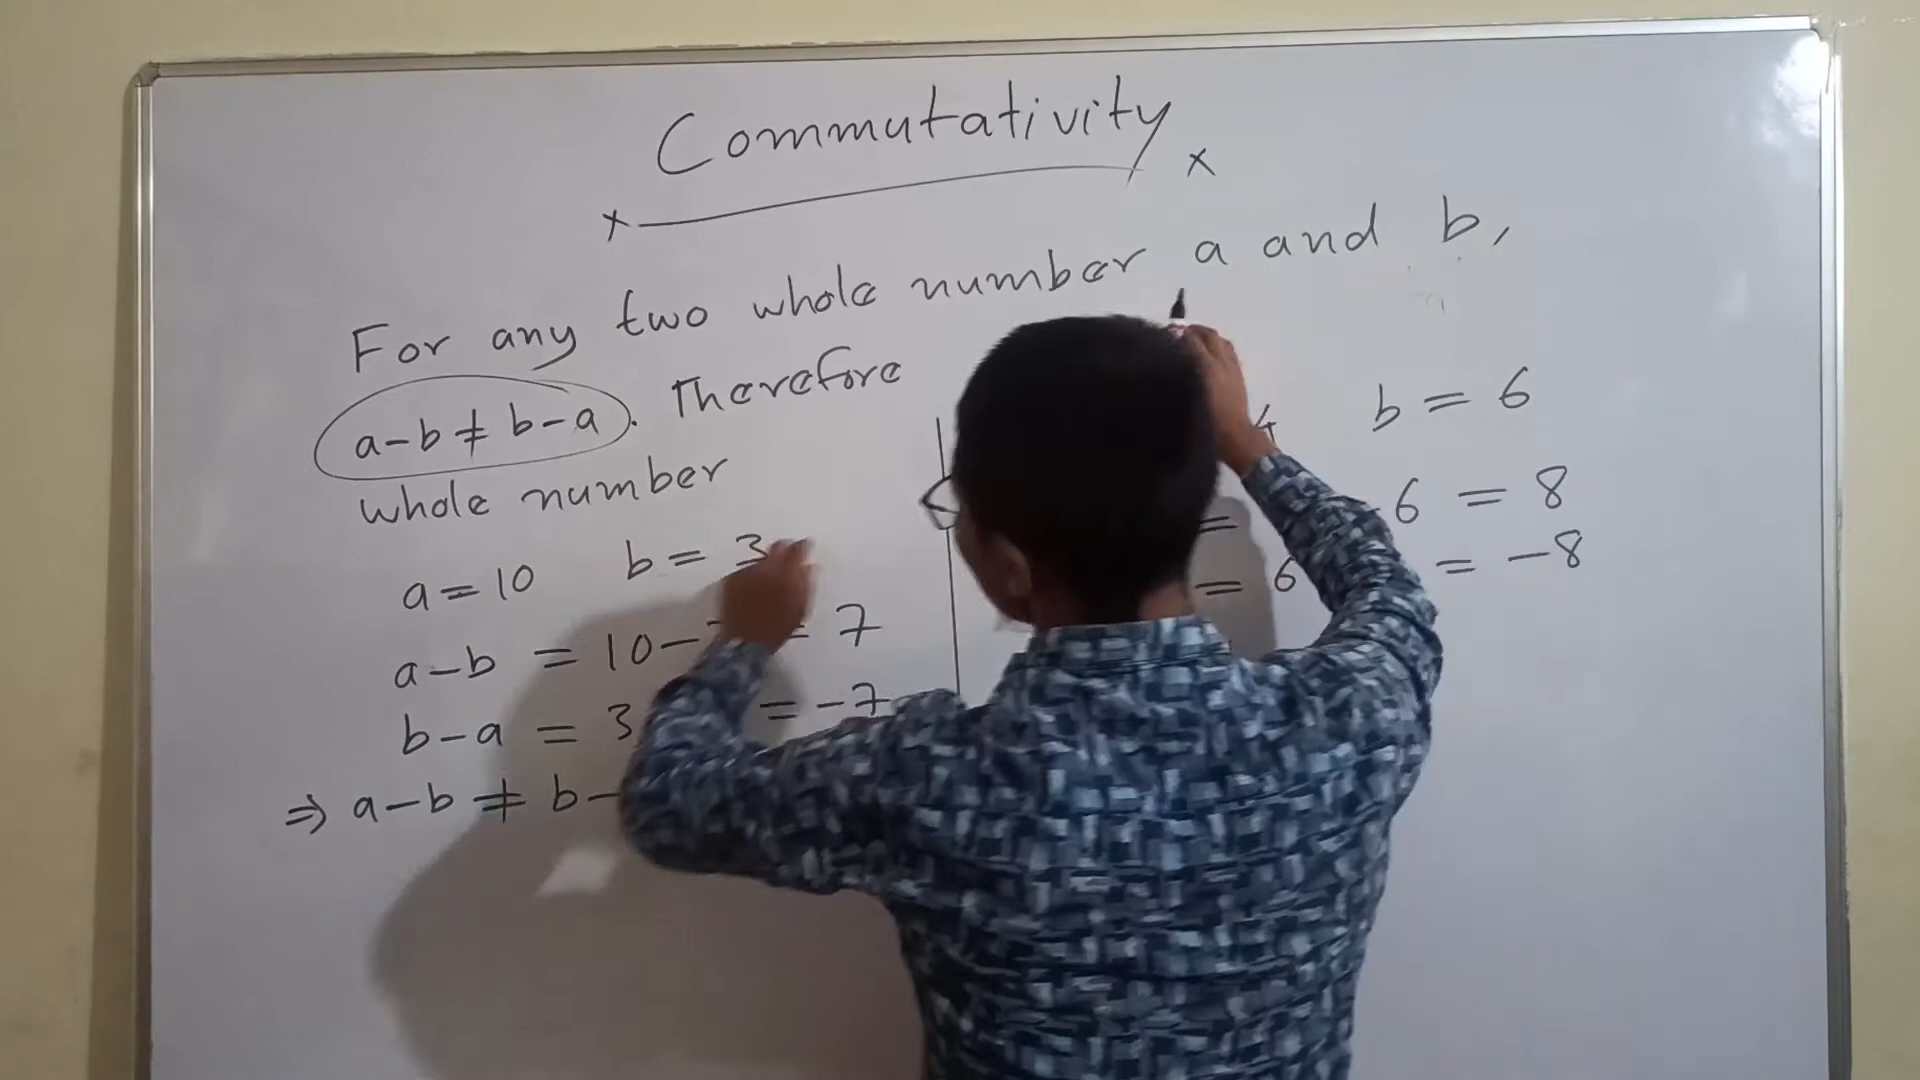 Commutativity
For any two whole number a and b,
a-b ≠ b-a. Therefore
whole number
a = 10 b = 3
a-b = 10- = 7
b-a = 3 = -7
⇒ a-b ≠ b-
4 b = 6
= -6 = 8
= 6 = -8